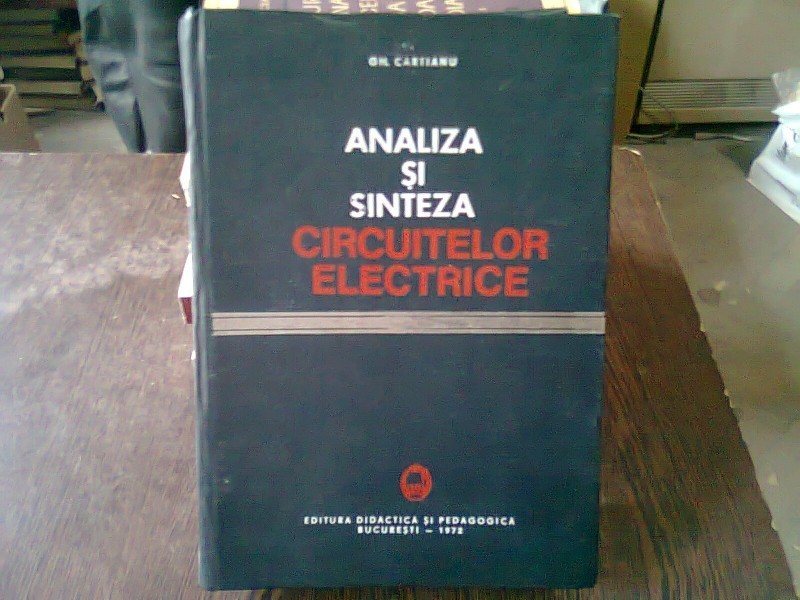 GH. CARTIANU
ANALIZA
ȘI
SINTEZA
CIRCUITELOR
ELECTRICE
EDITURA DIDACTICA ȘI PEDAGOGICA
BUCUREȘTI – 1972